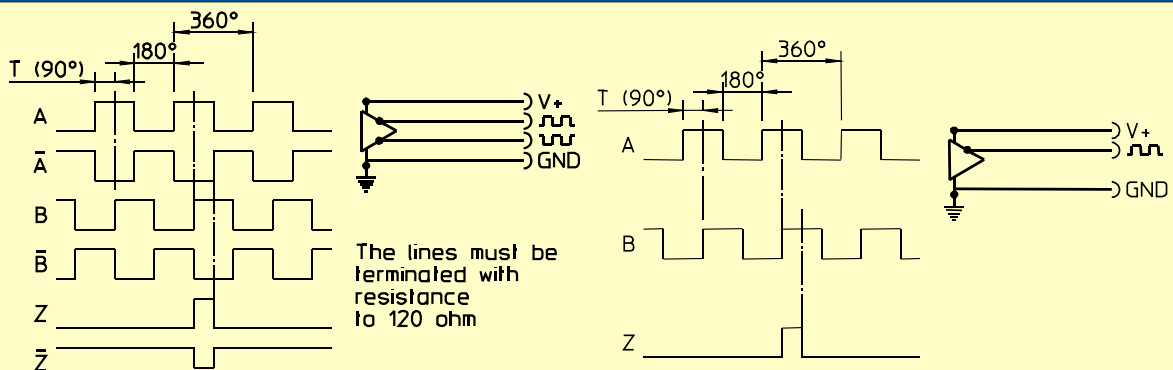 360°
180°
T (90°)
A
A̅
B
B̅
Z
Z̅
V+
GND
The lines must be
terminated with
resistance
to 120 ohm
360°
180°
T (90°)
A
B
Z
V+
GND